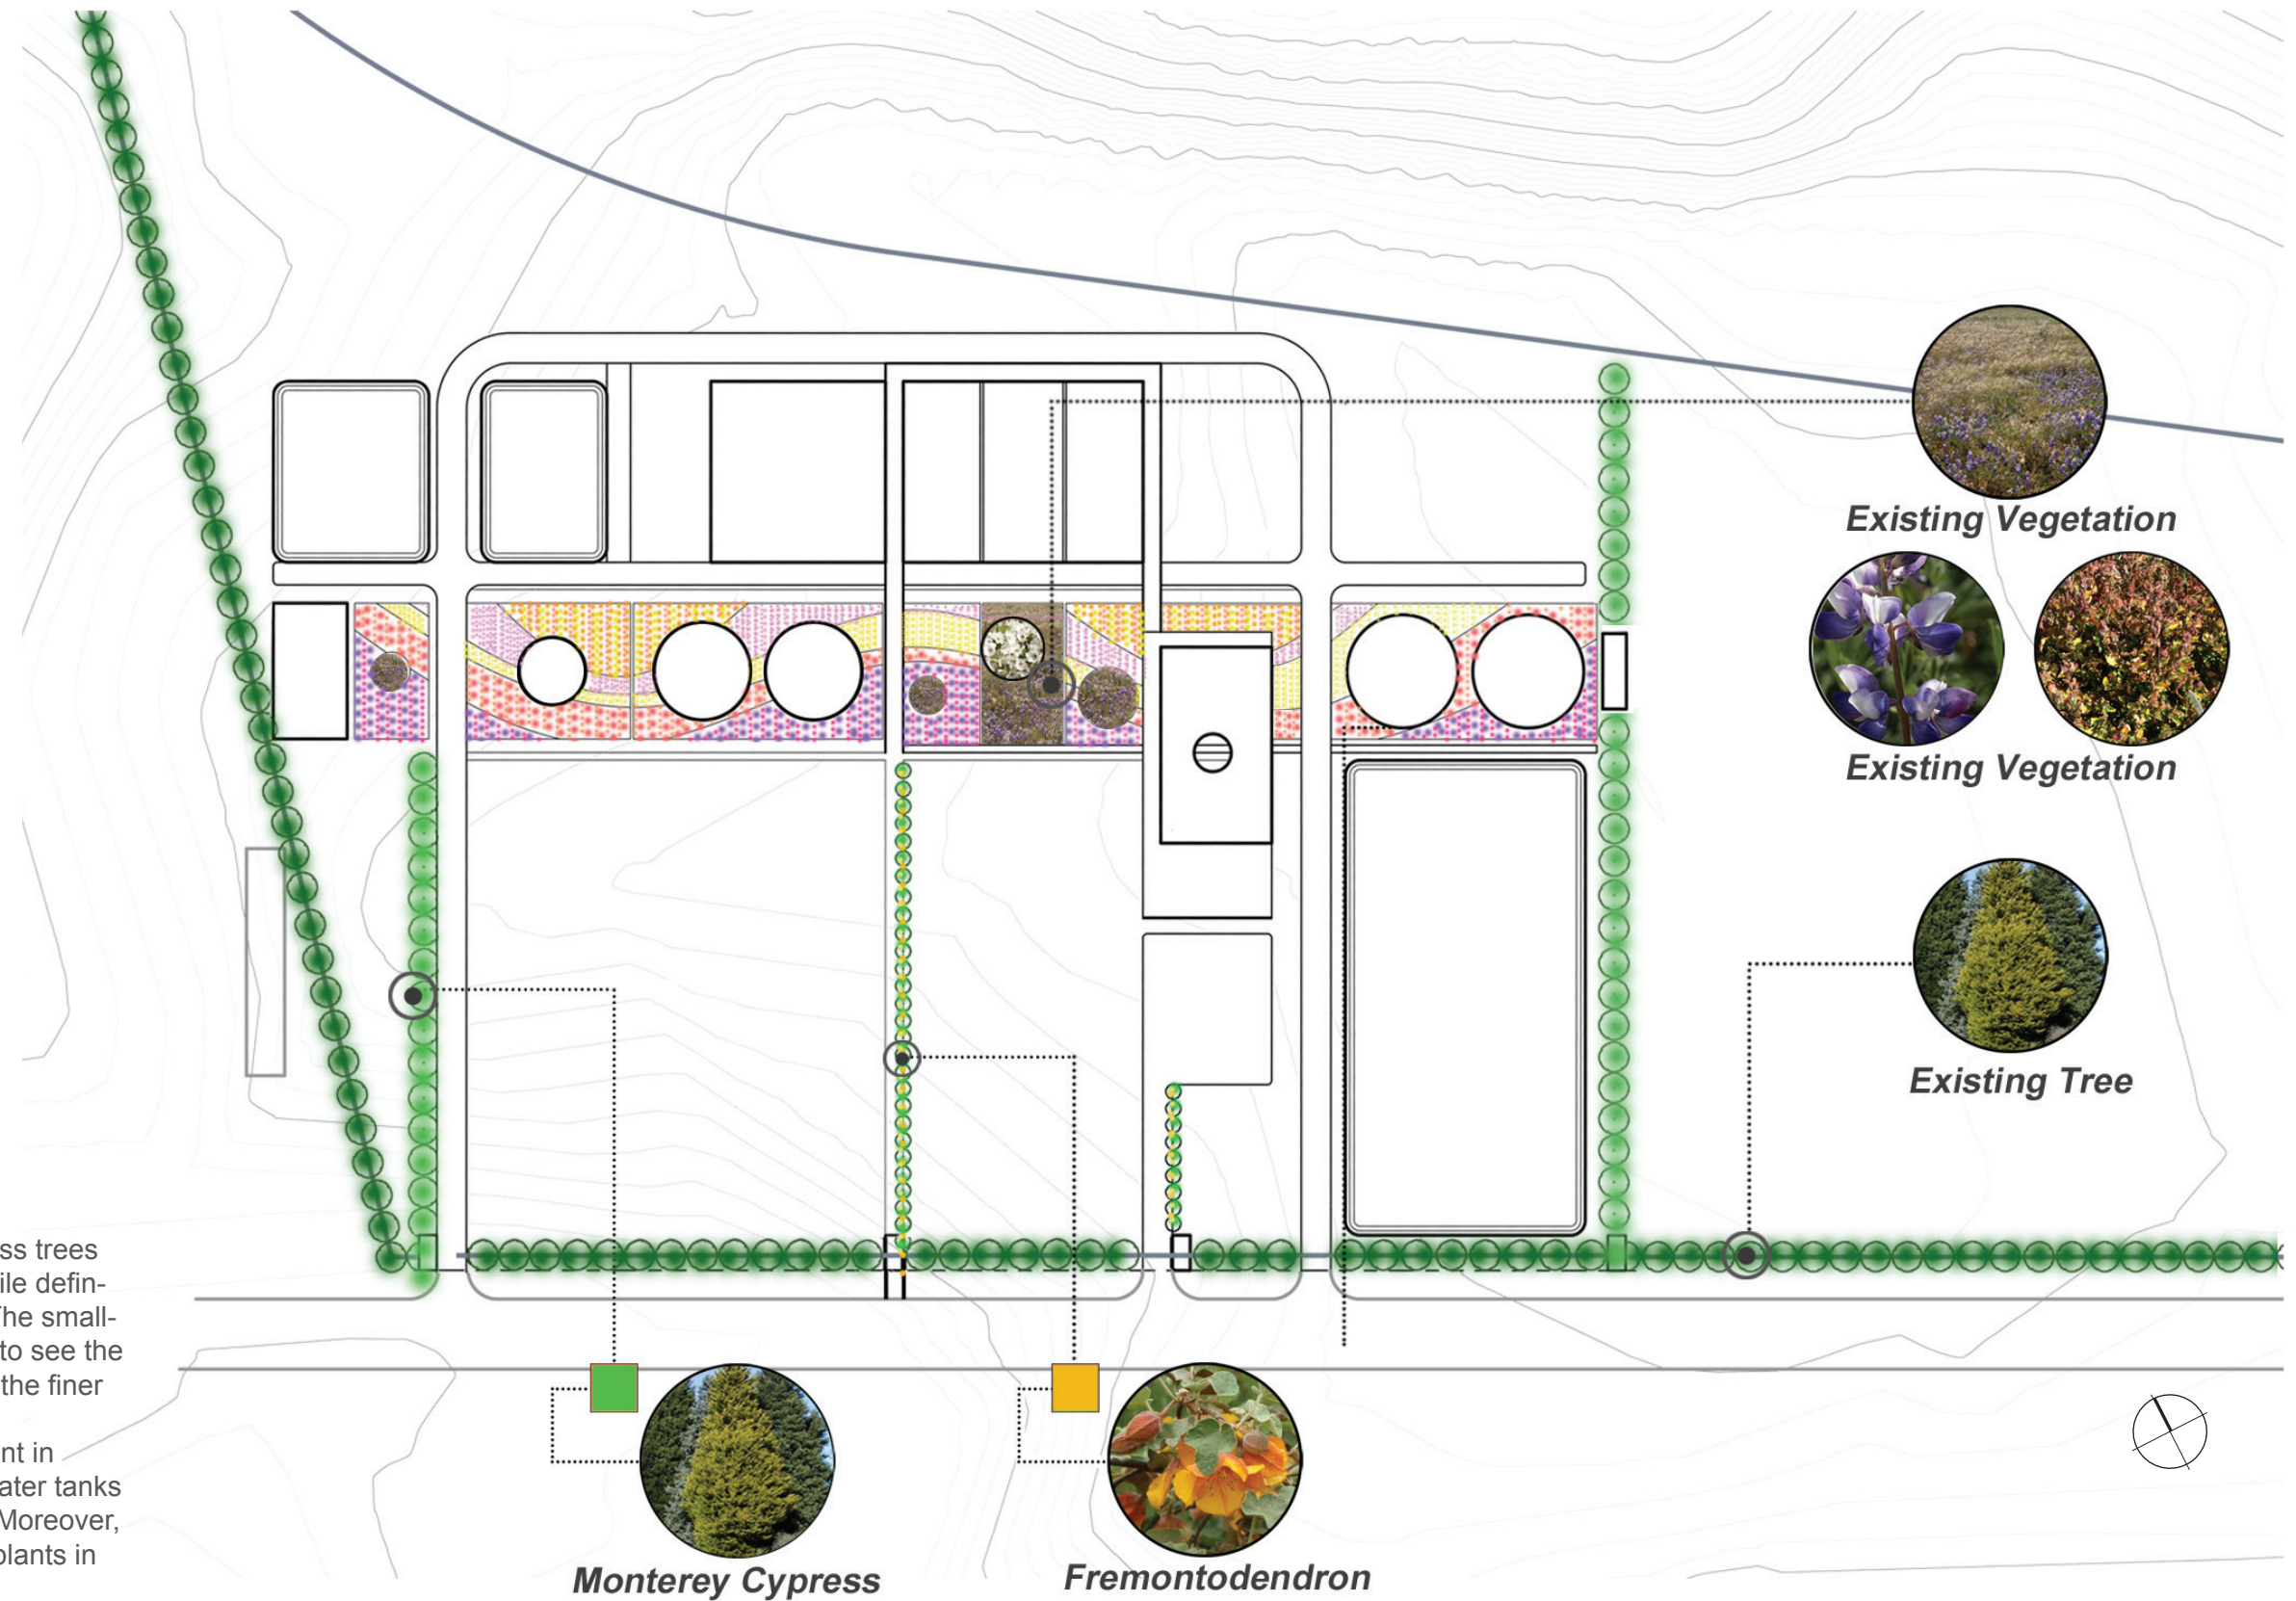 Existing Vegetation
Existing Vegetation
Existing Tree
ss trees
ile defin-
The small-
to see the
the finer
nt in
ater tanks
Moreover,
plants in
Monterey Cypress
Fremontodendron